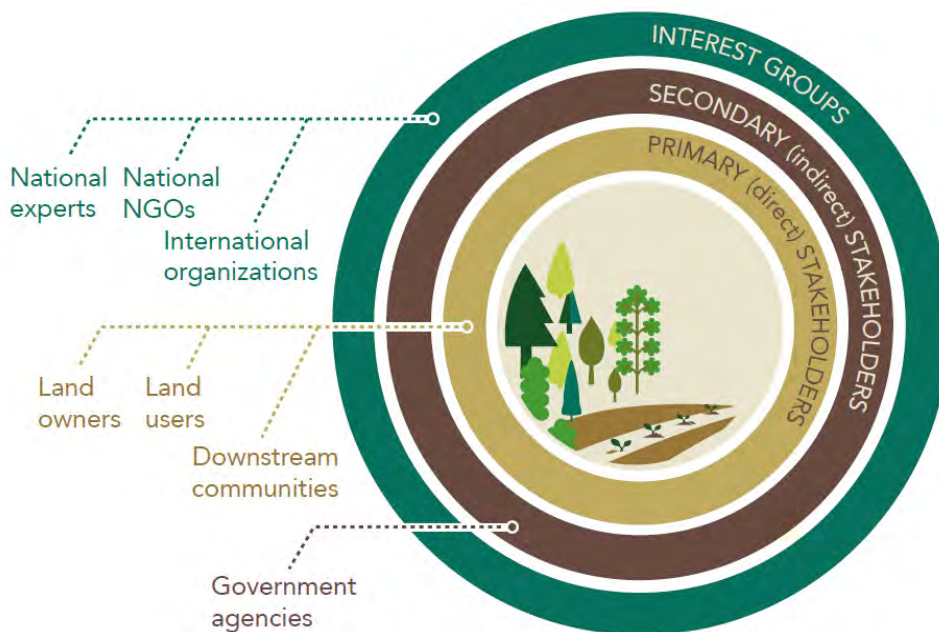 INTEREST GROUPS
SECONDARY (indirect) STAKEHOLDERS
PRIMARY (direct) STAKEHOLDERS
National
experts
National
NGOs
International
organizations
Land
owners
Land
users
Downstream
communities
Government
agencies